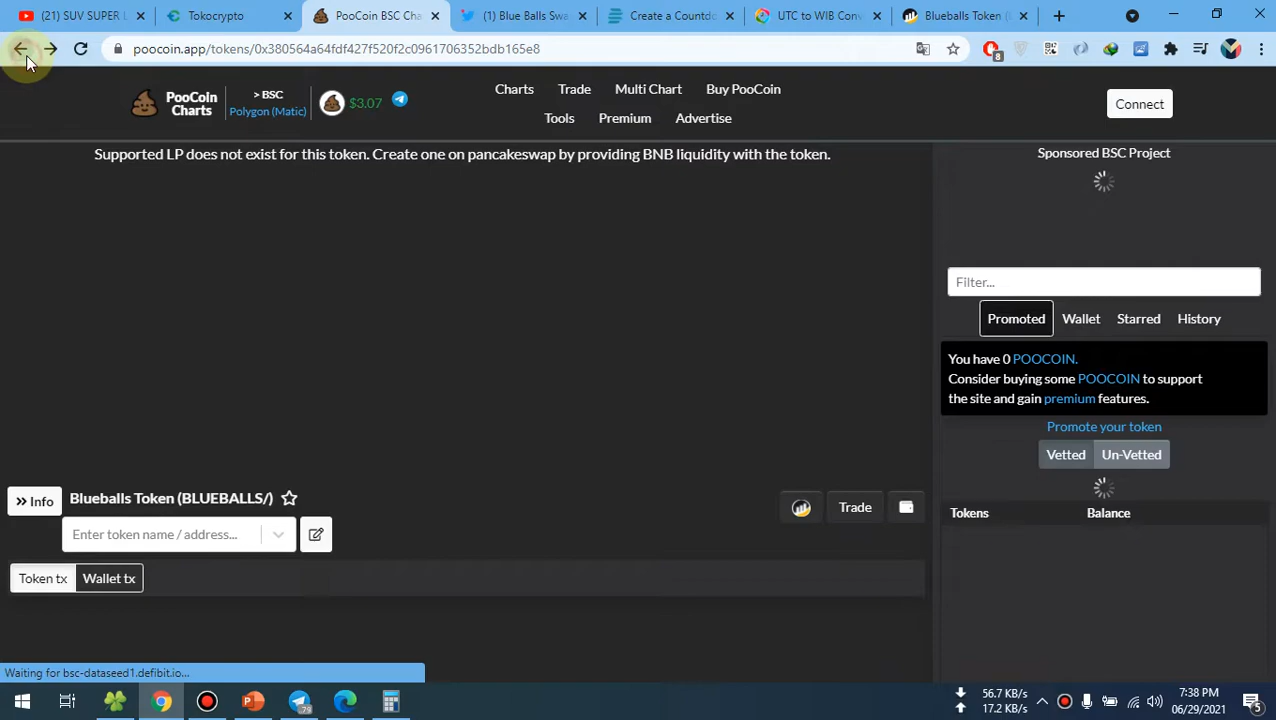 (21) SUV SUPER L
Tokocrypto
PooCoin BSC Cha
(1) Blue Balls Swa
Create a Countdo
UTC to WIB Con
Blueballs Token (
poocoin.app/tokens/0x380564a64fdf427f520f2c0961706352bdb165e8
8
PooCoin
Charts
> BSC
Polygon (Matic)
$3.07
Charts
Trade
Multi Chart
Buy PooCoin
Tools
Premium
Advertise
Connect
Supported LP does not exist for this token. Create one on pancakeswap by providing BNB liquidity with the token.
Sponsored BSC Project
Filter...
Promoted
Wallet
Starred
History
You have 0 POOCOIN.
Consider buying some POOCOIN to support
the site and gain premium features.
Promote your token
Vetted
Un-Vetted
Tokens
Balance
» Info
Blueballs Token (BLUEBALLS/)
Trade
Enter token name / address...
Token tx
Wallet tx
Waiting for bsc-dataseed1.defibit.io...
79
56.7 KB/s
17.2 KB/s
7:38 PM
06/29/2021
5